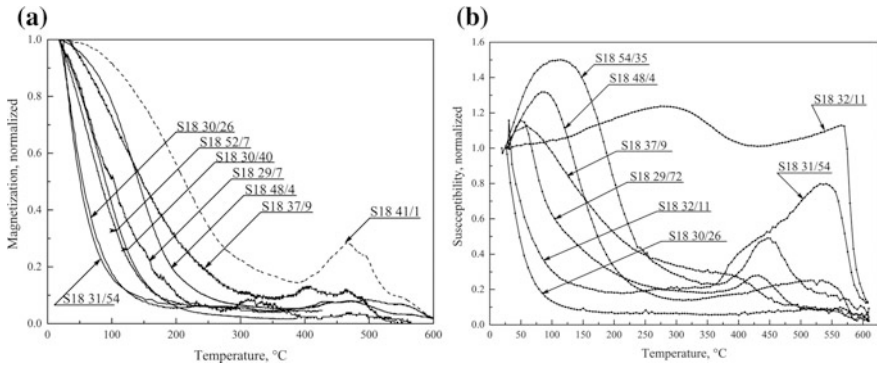 (a)
1.0
0.8
0.6
0.4
0.2
0.0
Magnetization, normalized
0
100
200
300
400
500
600
Temperature, °C
S18 30/26
S18 52/7
S18 30/40
S18 29/7
S18 48/4
S18 37/9
S18 41/1
S18 31/54
(b)
1.6
1.4
1.2
1.0
0.8
0.6
0.4
0.2
0.0
Suscceptibility, normalized
0
50
100
150
200
250
300
350
400
450
500
550
600
Temperature, °C
S18 54/35
S18 48/4
S18 32/11
S18 37/9
S18 31/54
S18 29/72
S18 32/11
S18 30/26